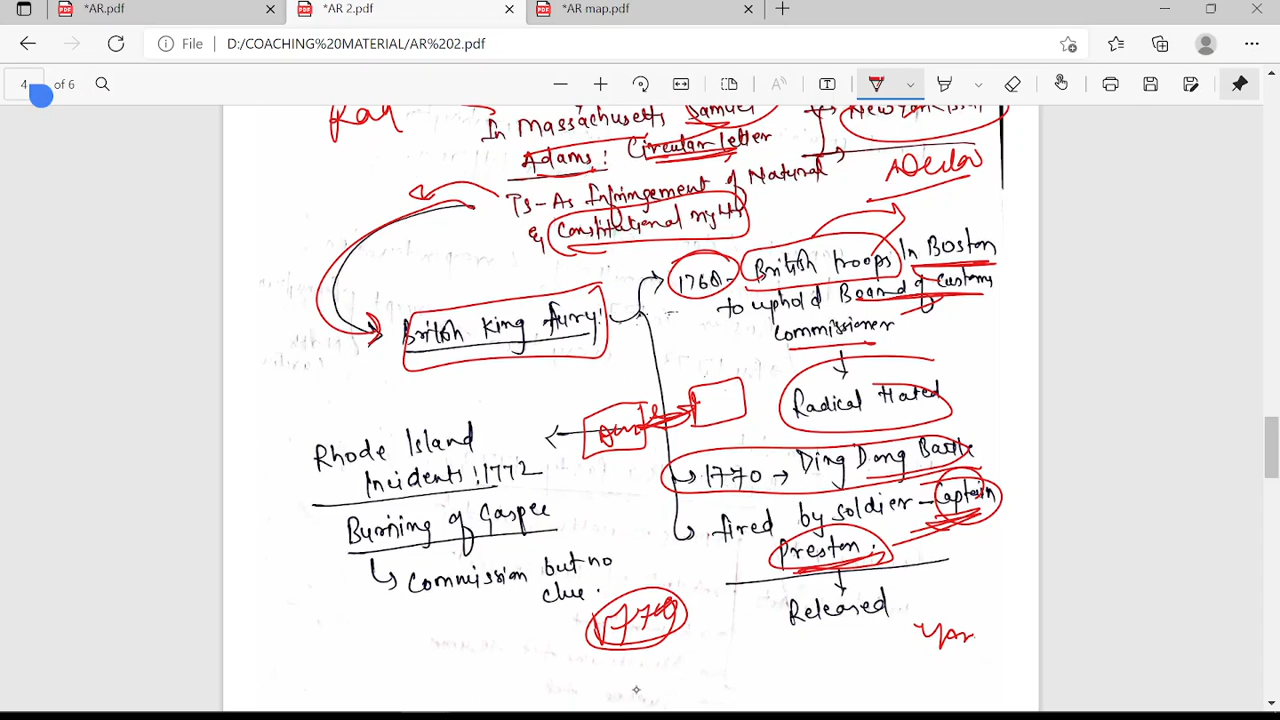 *AR.pdf
*AR 2.pdf
*AR map.pdf
File
D:/COACHING%20MATERIAL/AR%202.pdf
4
of 6
In Massachusetts Samuel
Adams: Circular letter
Ts-As Infringement of Natural
& Constitutional rights
British King fury!
1768-
British troops In Boston
to uphold Board of Customs
Commissioner
Radical Hated
1770 → Ding Dong Battle
fired by soldier - Captain
Preston.
Released
Rhode Island
Incidents! 1772
Burning of Gaspee
Commission but no
clue.